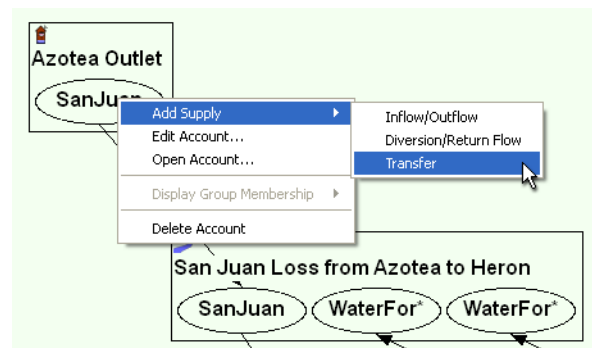 Azotea Outlet
SanJu
Add Supply
Edit Account...
Open Account...
Display Group Membership
Delete Account
Inflow/Outflow
Diversion/Return Flow
Transfer
San Juan Loss from Azotea to Heron
SanJuan
WaterFor*
WaterFor*